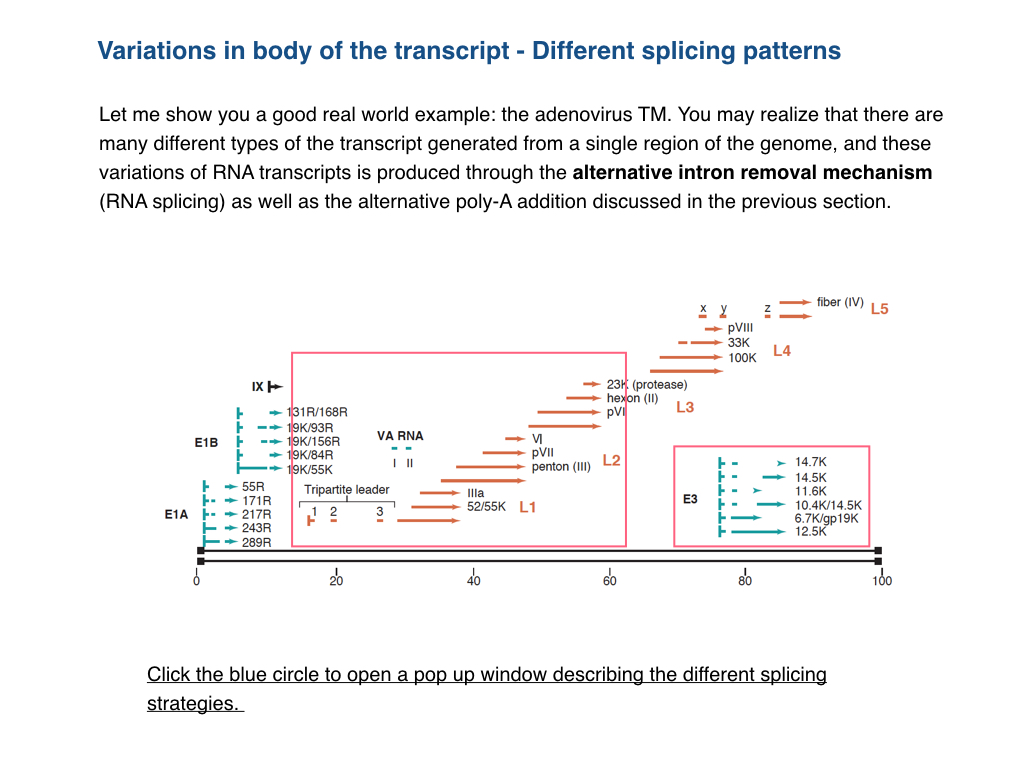 Variations in body of the transcript - Different splicing patterns
Let me show you a good real world example: the adenovirus TM. You may realize that there are
many different types of the transcript generated from a single region of the genome, and these
variations of RNA transcripts is produced through the alternative intron removal mechanism
(RNA splicing) as well as the alternative poly-A addition discussed in the previous section.
fiber (IV) L5
x y z
pVIII
33K
L4
100K
23K (protease)
IX
hexon (II)
L3
131R/168R
pVI
19K/93R
VA RNA
E1B
19K/156R
VI
19K/84R
pVII
I II
L2
penton (III)
19K/55K
14.7K
14.5K
55R
Tripartite leader
IIIa
11.6K
E3
171R
52/55K L1
10.4K/14.5K
E1A
217R
1 2 3
6.7K/gp19K
243R
12.5K
289R
0 20 40 60 80 100
Click the blue circle to open a pop up window describing the different splicing
strategies.